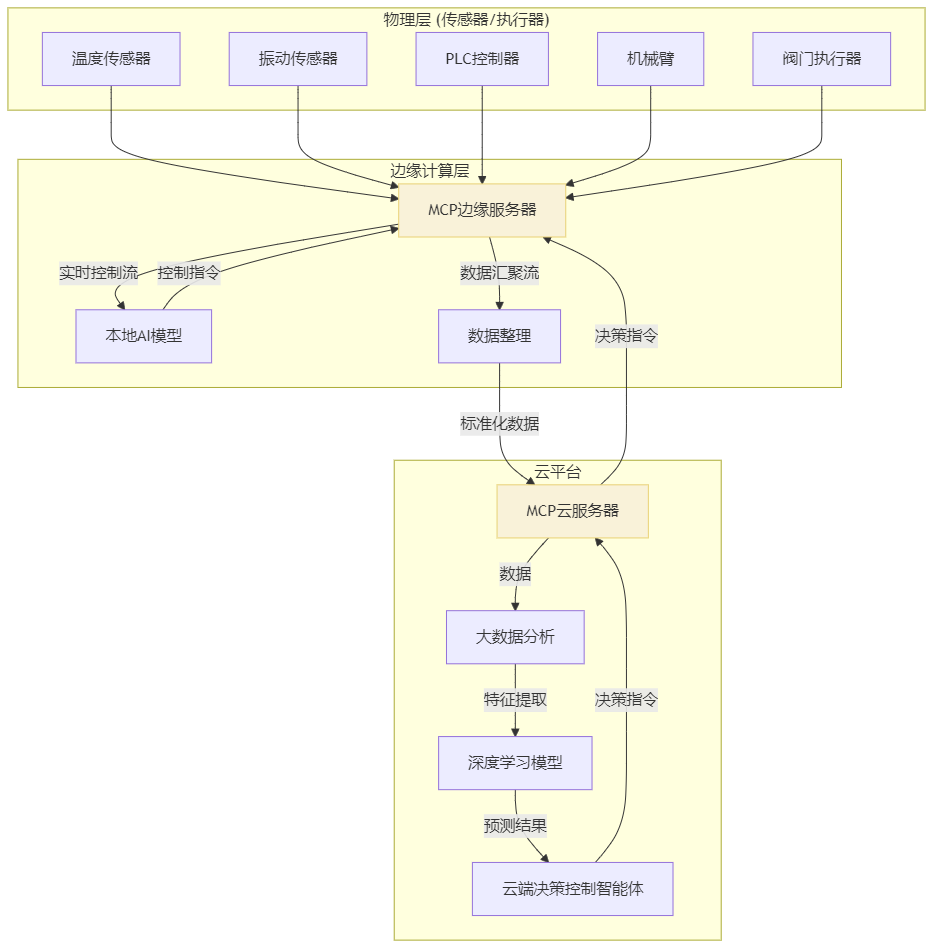 物理层 (传感器/执行器)
温度传感器
振动传感器
PLC控制器
机械臂
阀门执行器
边缘计算层
MCP边缘服务器
实时控制流
控制指令
数据汇聚流
本地AI模型
数据整理
决策指令
标准化数据
云平台
MCP云服务器
数据
大数据分析
特征提取
决策指令
深度学习模型
预测结果
云端决策控制智能体